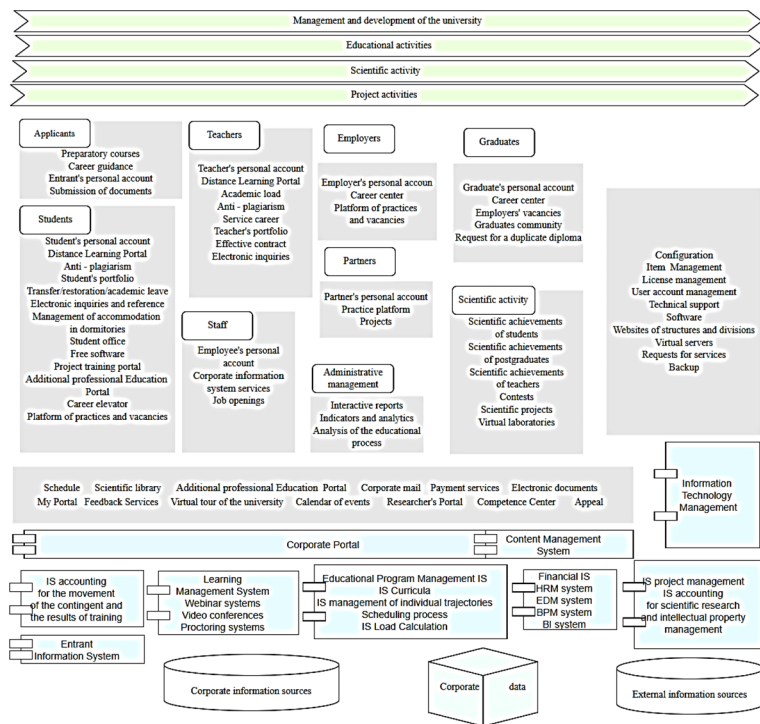 Management and development of the university
Educational activities
Scientific activity
Project activities
Applicants
Preparatory courses
Career guidance
Entrant's personal account
Submission of documents
Students
Student's personal account
Distance Learning Portal
Anti - plagiarism
Student's portfolio
Transfer/restoration/academic leave
Electronic inquiries and reference
Management of accommodation
in dormitories
Student office
Free software
Project training portal
Additional professional Education
Portal
Career elevator
Platform of practices and vacancies
Teachers
Teacher's personal account
Distance Learning Portal
Academic load
Anti - plagiarism
Service career
Teacher's portfolio
Effective contract
Electronic inquiries
Staff
Employee's personal
account
Corporate information
system services
Job openings
Employers
Employer's personal accoun
Career center
Platform of practices
and vacancies
Partners
Partner's personal account
Practice platform
Projects
Administrative
management
Interactive reports
Indicators and analytics
Analysis of the educational
process
Graduates
Graduate's personal account
Career center
Employers' vacancies
Graduates community
Request for a duplicate diploma
Scientific activity
Scientific achievements
of students
Scientific achievements
of postgraduates
Scientific achievements of
teachers
Contests
Scientific projects
Virtual laboratories
Configuration
Item Management
License management
User account management
Technical support
Software
Websites of structures and divisions
Virtual servers
Requests for services
Backup
Information
Technology
Management
Schedule Scientific library Additional professional Education Portal Corporate mail Payment services Electronic documents
My Portal Feedback Services Virtual tour of the university Calendar of events Researcher's Portal Competence Center Appeal
Corporate Portal
Content Management
System
IS accounting
for the movement
of the contingent and
the results of training
Learning
Management System
Webinar systems
Video conferences
Proctoring systems
Educational Program Management IS
IS Curricula
IS management of individual trajectories
Scheduling process
IS Load Calculation
Financial IS
HRM system
EDM system
BPM system
BI system
IS project management
IS accounting
for scientific research
and intellectual property
management
Entrant
Information System
Corporate information sources
Corporate data
External information sources